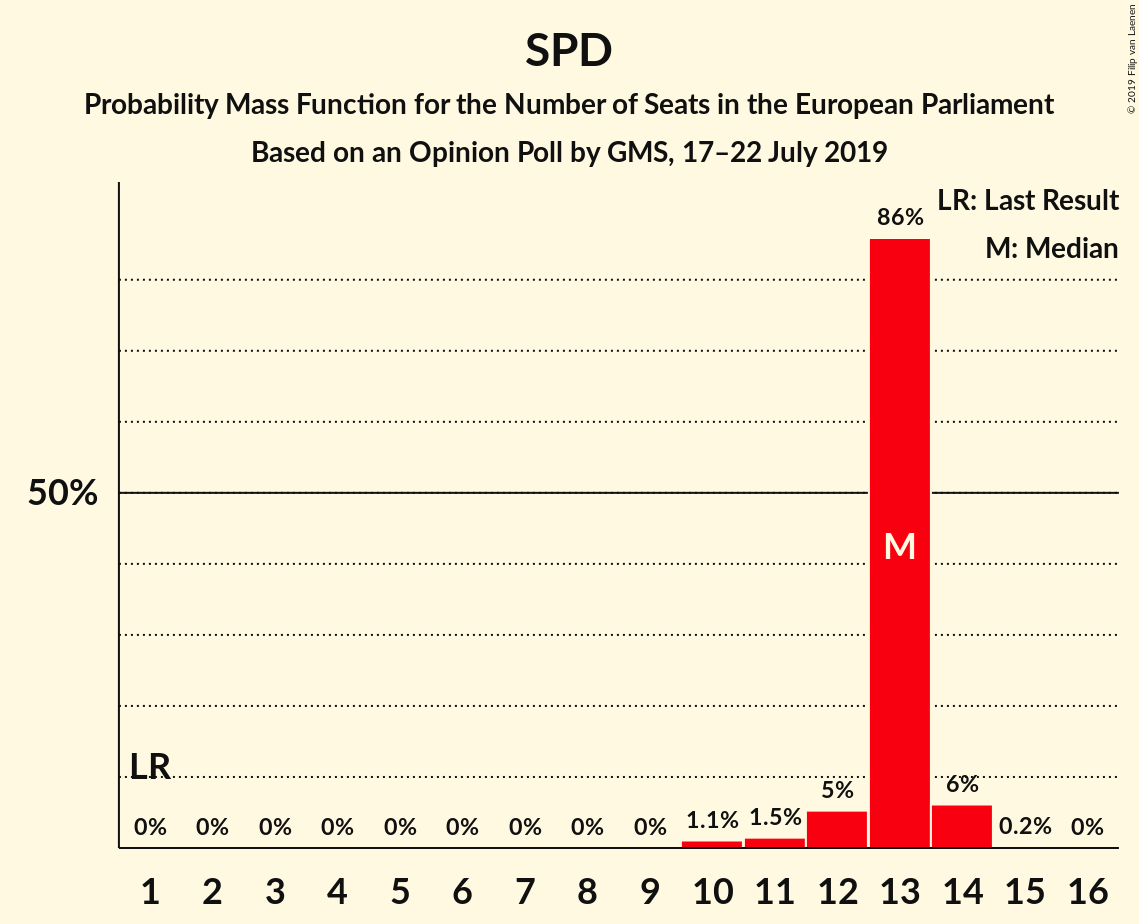 SPD
Probability Mass Function for the Number of Seats in the European Parliament
Based on an Opinion Poll by GMS, 17–22 July 2019
© 2019 Filip van Laenen
LR: Last Result
M: Median
86%
50%
M
LR
0% 0% 0% 0% 0% 0% 0% 0% 0% 1.1% 1.5% 5% 6% 0.2% 0%
1 2 3 4 5 6 7 8 9 10 11 12 13 14 15 16